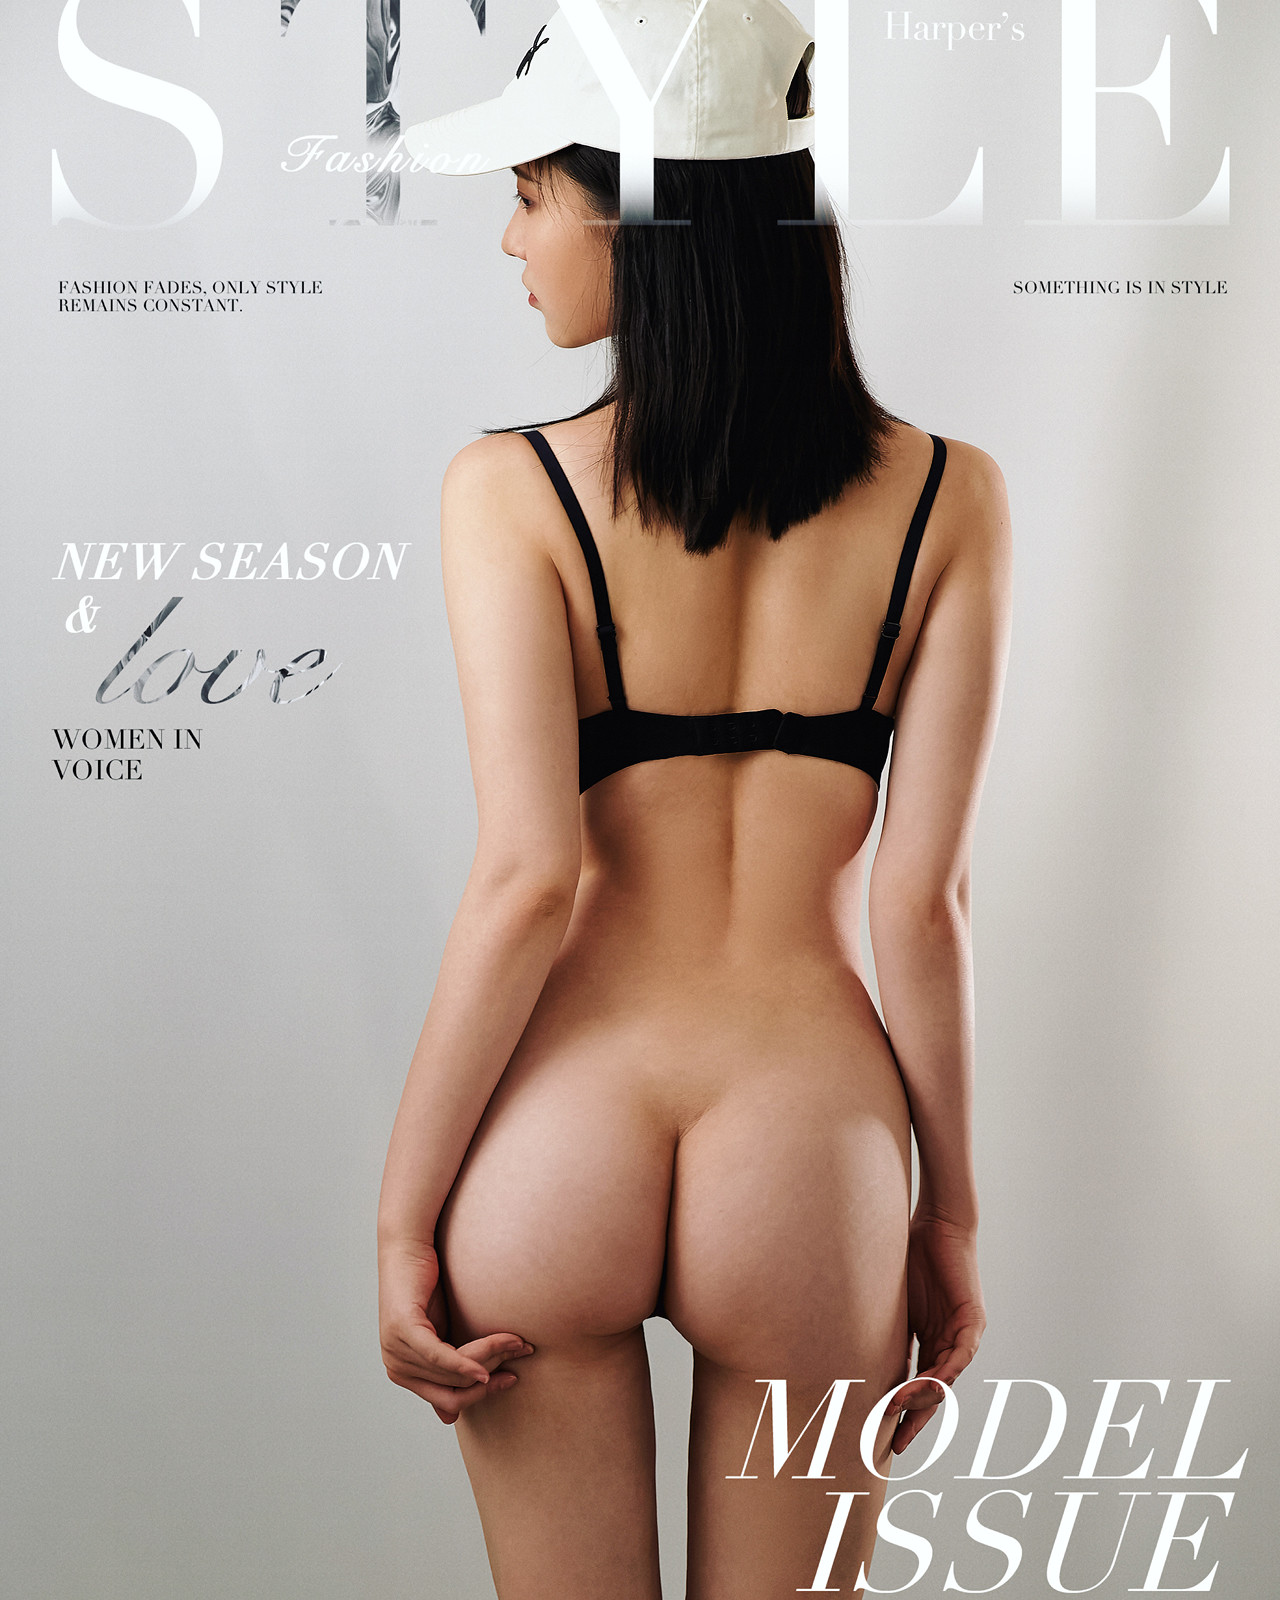 STYLE
Harper's
Fashion
FASHION FADES, ONLY STYLE
REMAINS CONSTANT.
SOMETHING IS IN STYLE
NEW SEASON
&
love
WOMEN IN
VOICE
MODEL
ISSUE